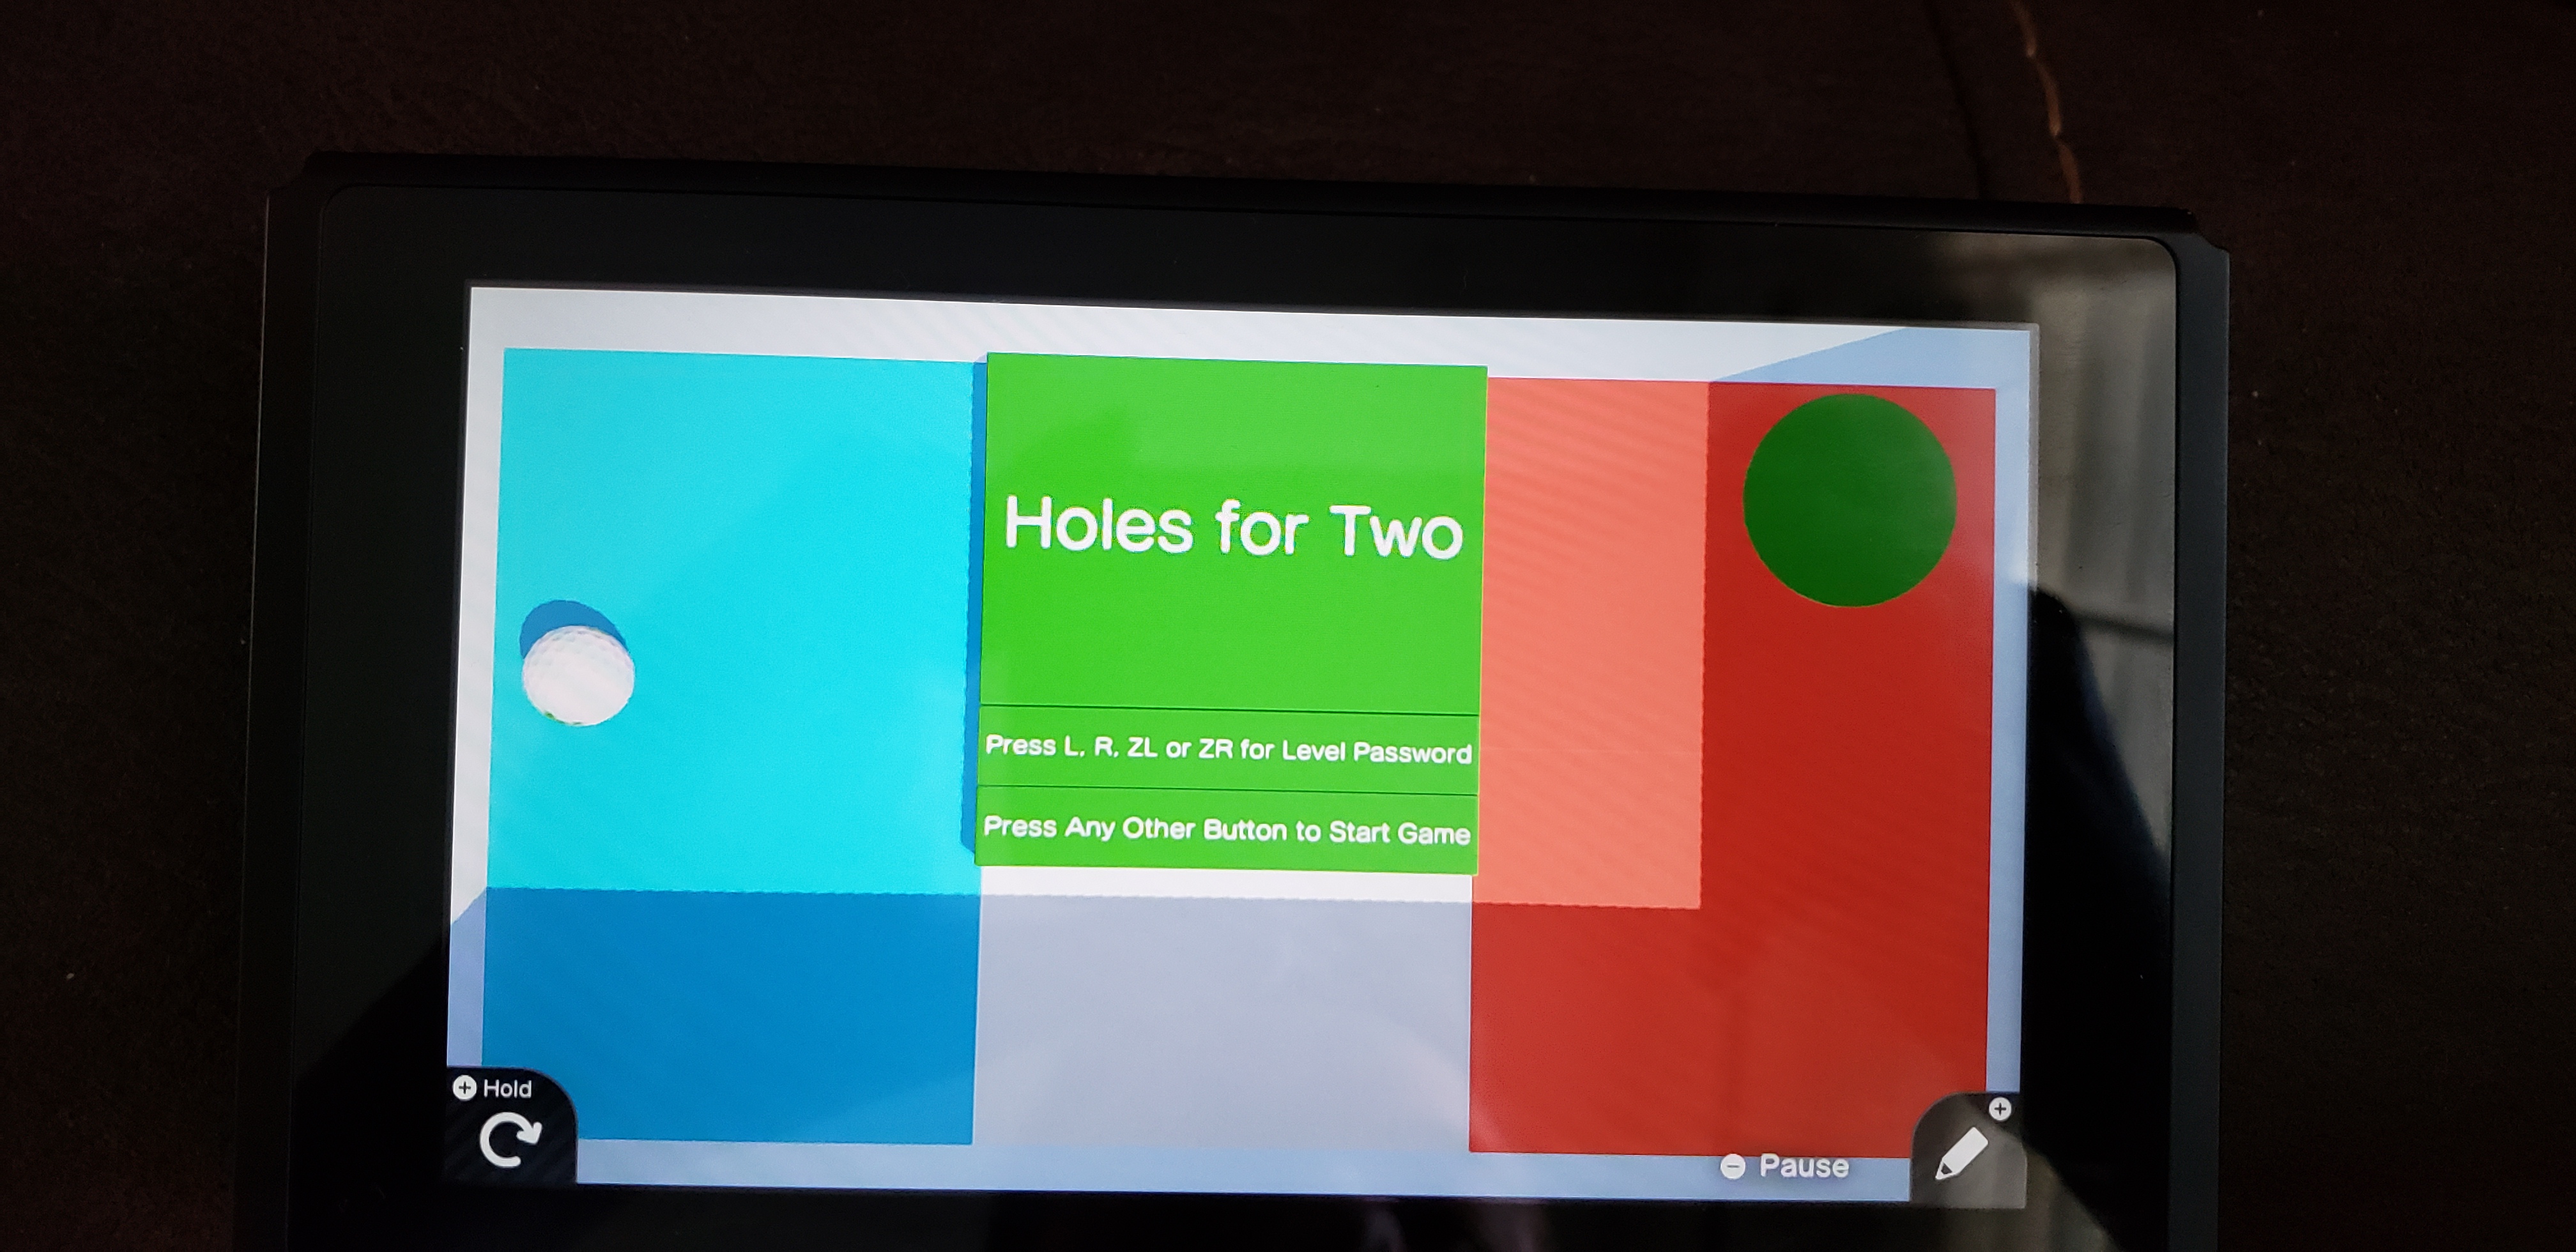 Holes for Two
Press L, R, ZL or ZR for Level Password
Press Any Other Button to Start Game
Hold
Pause